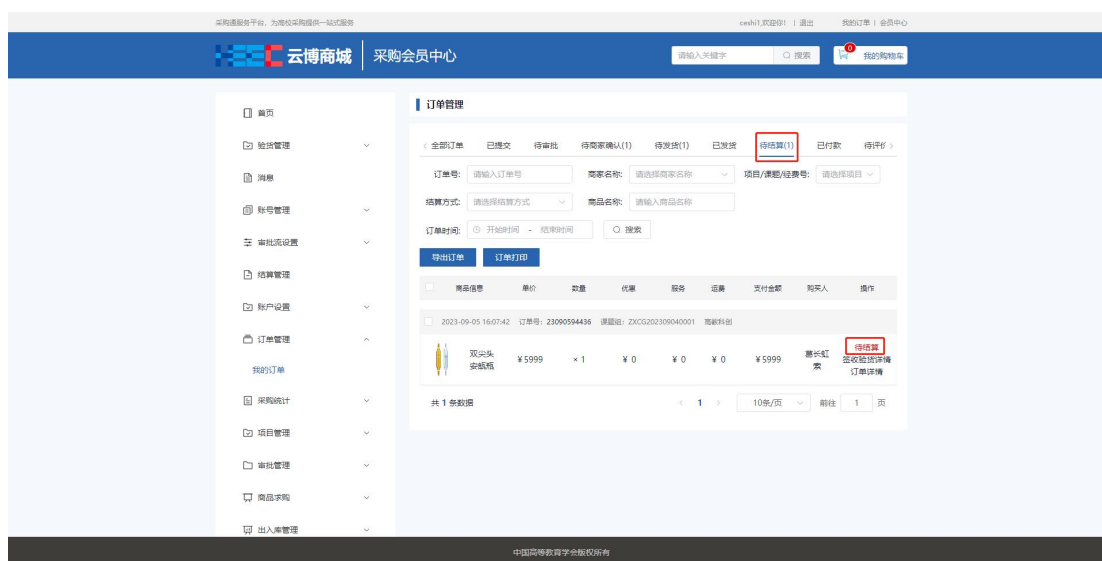 采购通服务平台, 为高校采购提供一站式服务 ceshi1,欢迎你! | 退出 我的订单 | 会员中心
HEEC 云博商城 采购会员中心 请输入关键字 搜索 0 我的购物车
首页
验货管理
消息
账号管理
审批流设置
结算管理
账户设置
订单管理
我的订单
采购统计
项目管理
审批管理
商品求购
出入库管理
订单管理
全部订单 已提交 待审批 待商家确认(1) 待发货(1) 已发货 待结算(1) 已付款 待评价
订单号: 请输入订单号 商家名称: 请选择商家名称 项目/课题/经费号: 请选择项目
结算方式: 请选择结算方式 商品名称: 请输入商品名称
订单时间: 开始时间 - 结束时间 搜索
导出订单 订单打印
商品信息 单价 数量 优惠 服务 运费 支付金额 购买人 操作
2023-09-05 16:07:42 订单号: 23090594436 课题组: ZXCG202309040001 高教科创
双尖头安瓿瓶 ¥5999 ×1 ¥0 ¥0 ¥0 ¥5999 葛长虹索 待结算
签收验货详情
订单详情
共 1 条数据 < 1 > 10条/页 前往 1 页
中国高等教育学会版权所有